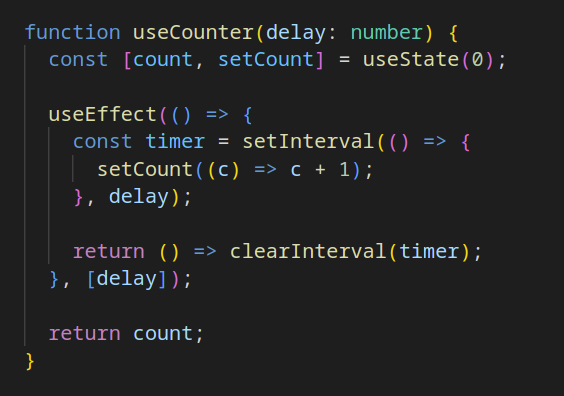 function useCounter(delay: number) {
  const [count, setCount] = useState(0);

  useEffect(() => {
    const timer = setInterval(() => {
      setCount((c) => c + 1);
    }, delay);

    return () => clearInterval(timer);
  }, [delay]);

  return count;
}